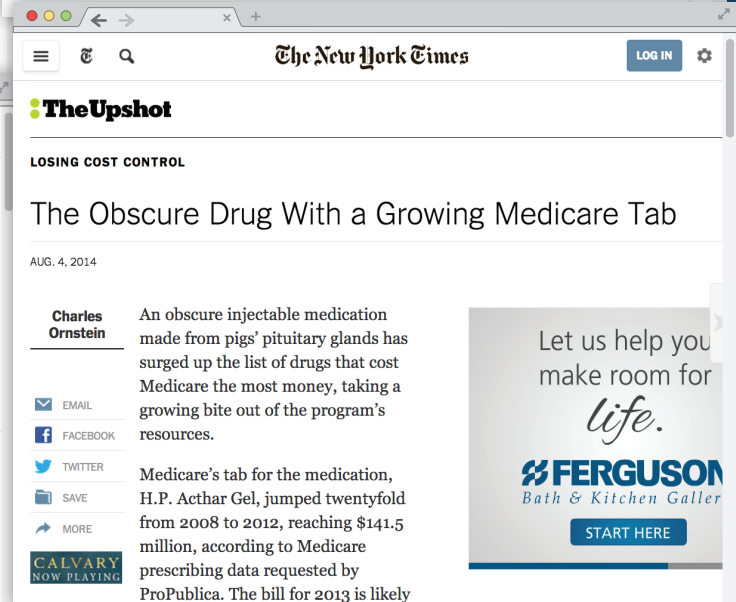 The New York Times
LOG IN
TheUpshot
LOSING COST CONTROL
The Obscure Drug With a Growing Medicare Tab
AUG. 4, 2014
Charles
Ornstein
EMAIL
FACEBOOK
TWITTER
SAVE
MORE
CALVARY
NOW PLAYING
An obscure injectable medication
made from pigs’ pituitary glands has
surged up the list of drugs that cost
Medicare the most money, taking a
growing bite out of the program’s
resources.
Medicare’s tab for the medication,
H.P. Acthar Gel, jumped twentyfold
from 2008 to 2012, reaching $141.5
million, according to Medicare
prescribing data requested by
ProPublica. The bill for 2013 is likely
Let us help you
make room for
life.
FERGUSON
Bath & Kitchen Galler
START HERE